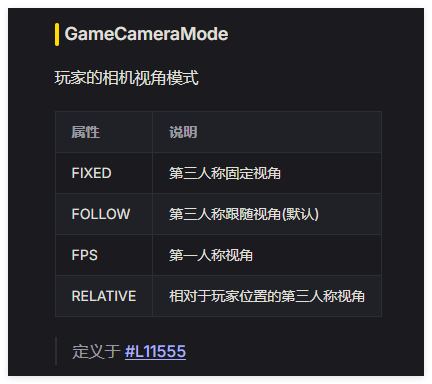 GameCameraMode
玩家的相机视角模式
属性 说明
FIXED 第三人称固定视角
FOLLOW 第三人称跟随视角(默认)
FPS 第一人称视角
RELATIVE 相对于玩家位置的第三人称视角
定义于 #L11555